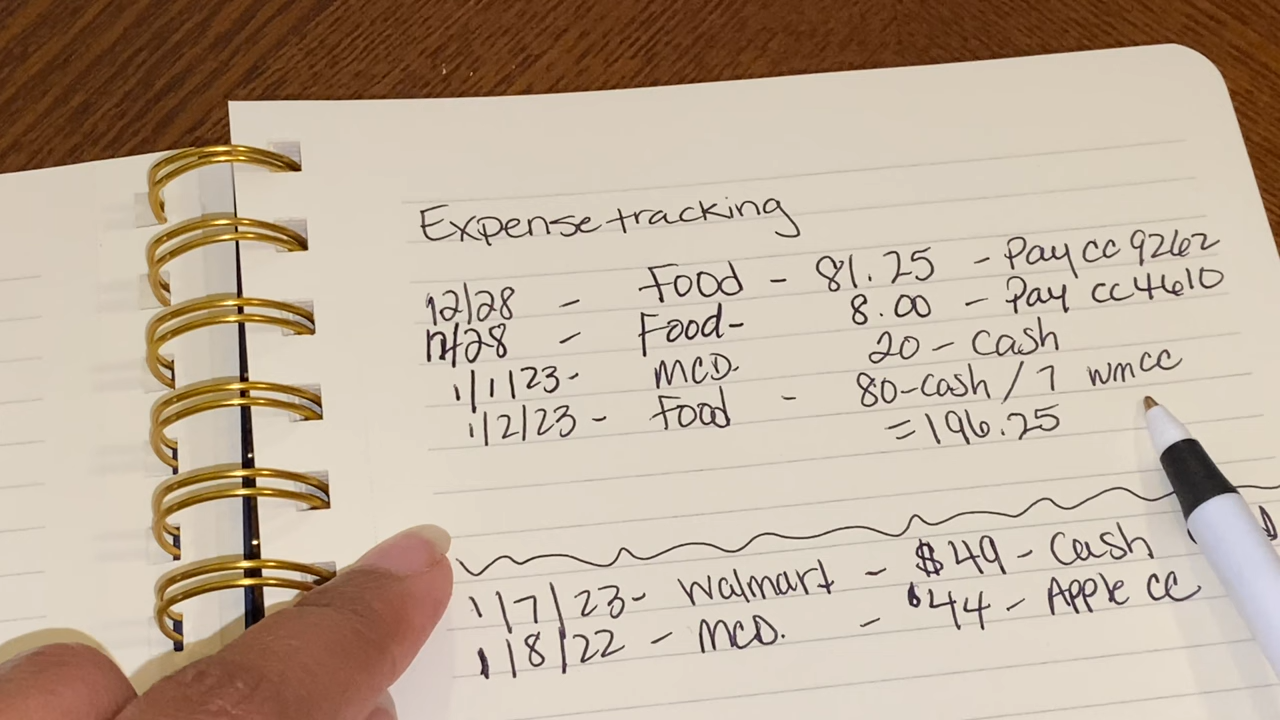 Expense tracking
12/28 - Food - 81.25 - Pay cc 9262
12/28 - Food- 8.00 - Pay cc 4610
1/1/23- MCD. 20 - Cash
1/2/23 - Food - 80-cash / 7 wmcc
=196.25
1/7/23- Walmart - $49 - Cash
1/8/22 - MCD. - $44 - Apple cc